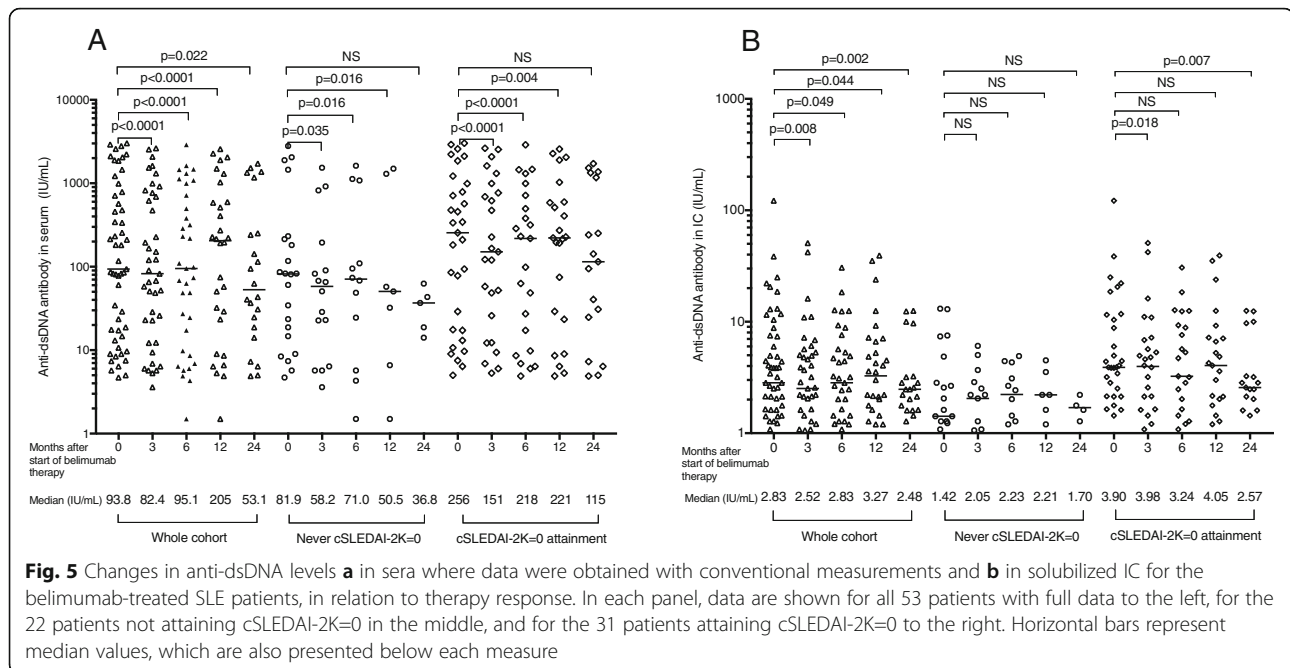 A
B
p=0.022 NS NS
p<0.0001 p=0.016 p=0.004
p<0.0001 p=0.016 p<0.0001
p<0.0001 p=0.035 p<0.0001
Anti-dsDNA antibody in serum (IU/mL)
10000
1000
100
10
1
Months after start of belimumab therapy
0 3 6 12 24 0 3 6 12 24 0 3 6 12 24
Median (IU/mL) 93.8 82.4 95.1 205 53.1 81.9 58.2 71.0 50.5 36.8 256 151 218 221 115
Whole cohort Never cSLEDAI-2K=0 cSLEDAI-2K=0 attainment
p=0.002 NS p=0.007
p=0.044 NS NS
p=0.049 NS NS
p=0.008 NS p=0.018
Anti-dsDNA antibody in IC (IU/mL)
1000
100
10
1
Months after start of belimumab therapy
0 3 6 12 24 0 3 6 12 24 0 3 6 12 24
Median (IU/mL) 2.83 2.52 2.83 3.27 2.48 1.42 2.05 2.23 2.21 1.70 3.90 3.98 3.24 4.05 2.57
Whole cohort Never cSLEDAI-2K=0 cSLEDAI-2K=0 attainment
Fig. 5 Changes in anti-dsDNA levels a in sera where data were obtained with conventional measurements and b in solubilized IC for the
belimumab-treated SLE patients, in relation to therapy response. In each panel, data are shown for all 53 patients with full data to the left, for the
22 patients not attaining cSLEDAI-2K=0 in the middle, and for the 31 patients attaining cSLEDAI-2K=0 to the right. Horizontal bars represent
median values, which are also presented below each measure